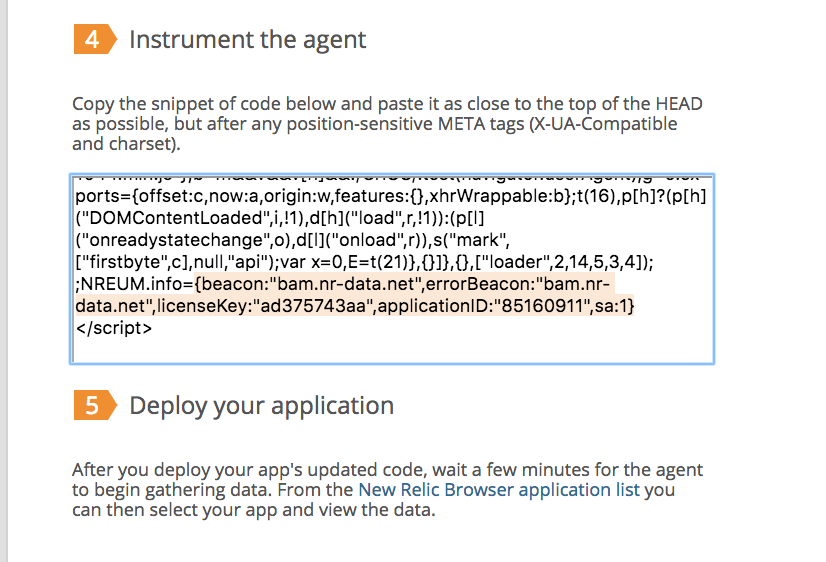 4 Instrument the agent
Copy the snippet of code below and paste it as close to the top of the HEAD
as possible, but after any position-sensitive META tags (X-UA-Compatible
and charset).
ports={offset:c,now:a,origin:w,features:{},xhrWrappable:b};t(16),p[h]?(p[h]
("DOMContentLoaded",i,!1),d[h]("load",r,!1)):(p[l]
("onreadystatechange",o),d[l]("onload",r)),s("mark",
["firstbyte",c],null,"api");var x=0,E=t(21)},{}]},{},["loader",2,14,5,3,4]);
;NREUM.info={beacon:"bam.nr-data.net",errorBeacon:"bam.nr-
data.net",licenseKey:"ad375743aa",applicationID:"85160911",sa:1}
</script>
5 Deploy your application
After you deploy your app's updated code, wait a few minutes for the agent
to begin gathering data. From the New Relic Browser application list you
can then select your app and view the data.